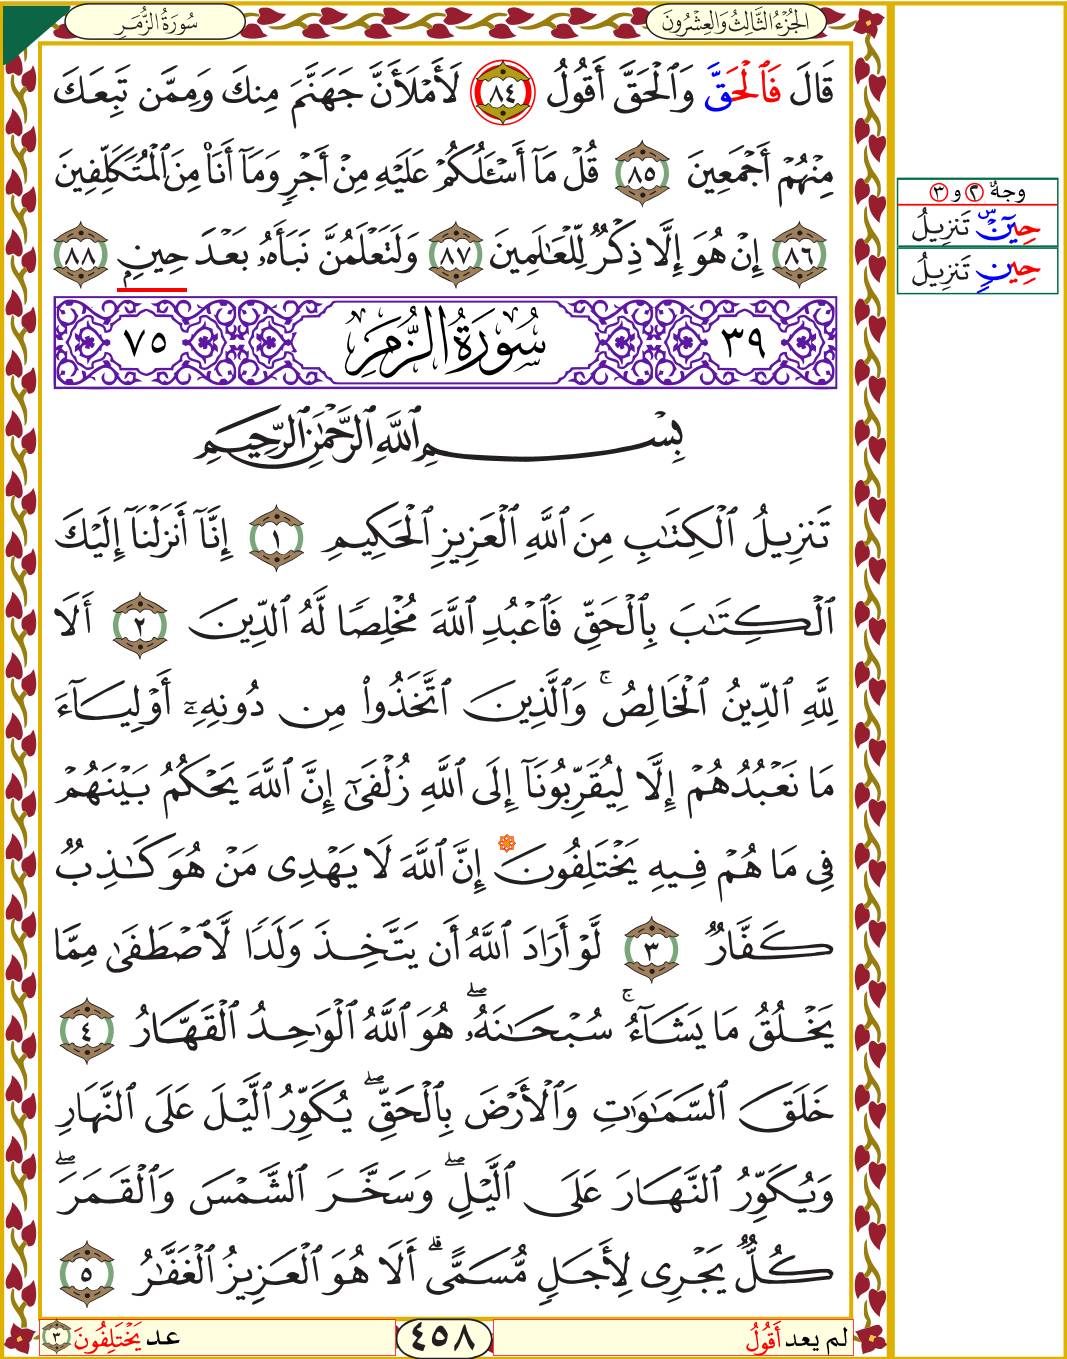 سُورَةُ الزُّمَرِ
الجُزْءُ الثَّالِثُ وَالعِشْرُونَ
قَالَ فَٱلْحَقَّ وَٱلْحَقَّ أَقُولُ ٨٤ لَأَمْلَأَنَّ جَهَنَّمَ مِنكَ وَمِمَّن تَبِعَكَ
مِنْهُمُۥ أَجْمَعِينَ ٨٥ قُلْ مَآ أَسْـَٔلُكُمْ عَلَيْهِ مِنْ أَجْرٍ وَمَآ أَنَا۠ مِنَ ٱلْمُتَكَلِّفِينَ
٨٦ إِنْ هُوَ إِلَّا ذِكْرٌ لِّلْعَٰلَمِينَ ٨٧ وَلَتَعْلَمُنَّ نَبَأَهُۥ بَعْدَ حِينٍ ٨٨
٣٩ سُورَةُ الزُّمَرِ ٧٥
بِسْمِ ٱللَّهِ ٱلرَّحْمَٰنِ ٱلرَّحِيمِ
تَنزِيلُ ٱلْكِتَٰبِ مِنَ ٱللَّهِ ٱلْعَزِيزِ ٱلْحَكِيمِ ١ إِنَّآ أَنزَلْنَآ إِلَيْكَ
ٱلْكِتَٰبَ بِٱلْحَقِّ فَٱعْبُدِ ٱللَّهَ مُخْلِصًا لَّهُ ٱلدِّينَ ٢ أَلَا
لِلَّهِ ٱلدِّينُ ٱلْخَالِصُ ۚ وَٱلَّذِينَ ٱتَّخَذُوا۟ مِن دُونِهِۦٓ أَوْلِيَآءَ
مَا نَعْبُدُهُمْ إِلَّا لِيُقَرِّبُونَآ إِلَى ٱللَّهِ زُلْفَىٰٓ إِنَّ ٱللَّهَ يَحْكُمُ بَيْنَهُمْ
فِى مَا هُمْ فِيهِ يَخْتَلِفُونَ إِنَّ ٱللَّهَ لَا يَهْدِى مَنْ هُوَ كَٰذِبٌ
كَفَّارٌ ٣ لَّوْ أَرَادَ ٱللَّهُ أَن يَتَّخِذَ وَلَدًا لَّٱصْطَفَىٰ مِمَّا
يَخْلُقُ مَا يَشَآءُ ۚ سُبْحَٰنَهُۥ ۖ هُوَ ٱللَّهُ ٱلْوَٰحِدُ ٱلْقَهَّارُ ٤
خَلَقَ ٱلسَّمَٰوَٰتِ وَٱلْأَرْضَ بِٱلْحَقِّ ۖ يُكَوِّرُ ٱلَّيْلَ عَلَى ٱلنَّهَارِ
وَيُكَوِّرُ ٱلنَّهَارَ عَلَى ٱلَّيْلِ ۖ وَسَخَّرَ ٱلشَّمْسَ وَٱلْقَمَرَ ۖ
كُلٌّ يَجْرِى لِأَجَلٍ مُّسَمًّى ۗ أَلَا هُوَ ٱلْعَزِيزُ ٱلْغَفَّٰرُ ٥
لم يعد أَقُولُ
٤٥٨
عد يَخْتَلِفُونَ ٣
وجهٌ ٢ و ٣
حِينٍۜ تَنزِيلُ
حِينٍ تَنزِيلُ